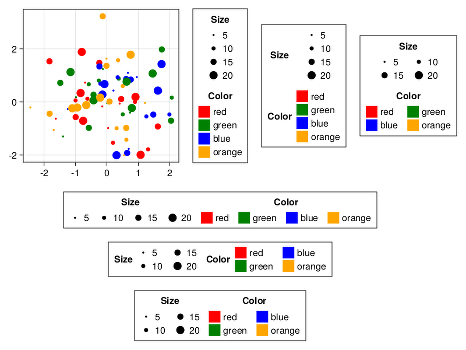 2
0
-2
-2 -1 0 1 2
Size
5
10
15
20
Color
red
green
blue
orange
Size
5
10
15
20
Color
red
green
blue
orange
Size
5 10
15 20
Color
red green
blue orange
Size Color
5 10 15 20 red green blue orange
Size 5 15 Color red blue
10 20 green orange
Size Color
5 15 red blue
10 20 green orange